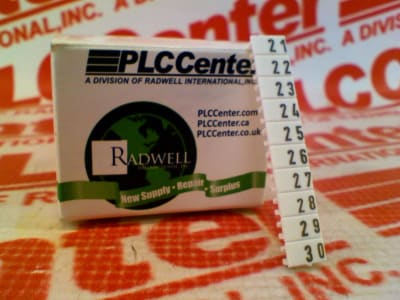 PLCCenter
A DIVISION OF RADWELL INTERNATIONAL, INC.
PLCCenter.com
PLCCenter.ca
PLCCenter.co.uk
RADWELL
New Supply • Repair • Surplus
21
22
23
24
25
26
27
28
29
30